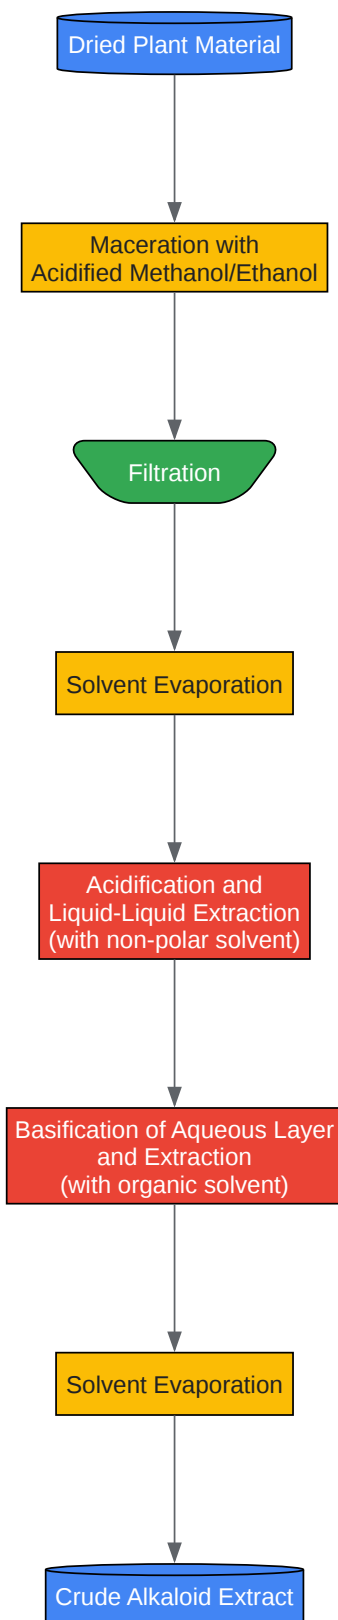 Dried Plant Material
Maceration with
Acidified Methanol/Ethanol
Filtration
Solvent Evaporation
Acidification and
Liquid-Liquid Extraction
(with non-polar solvent)
Basification of Aqueous Layer
and Extraction
(with organic solvent)
Solvent Evaporation
Crude Alkaloid Extract